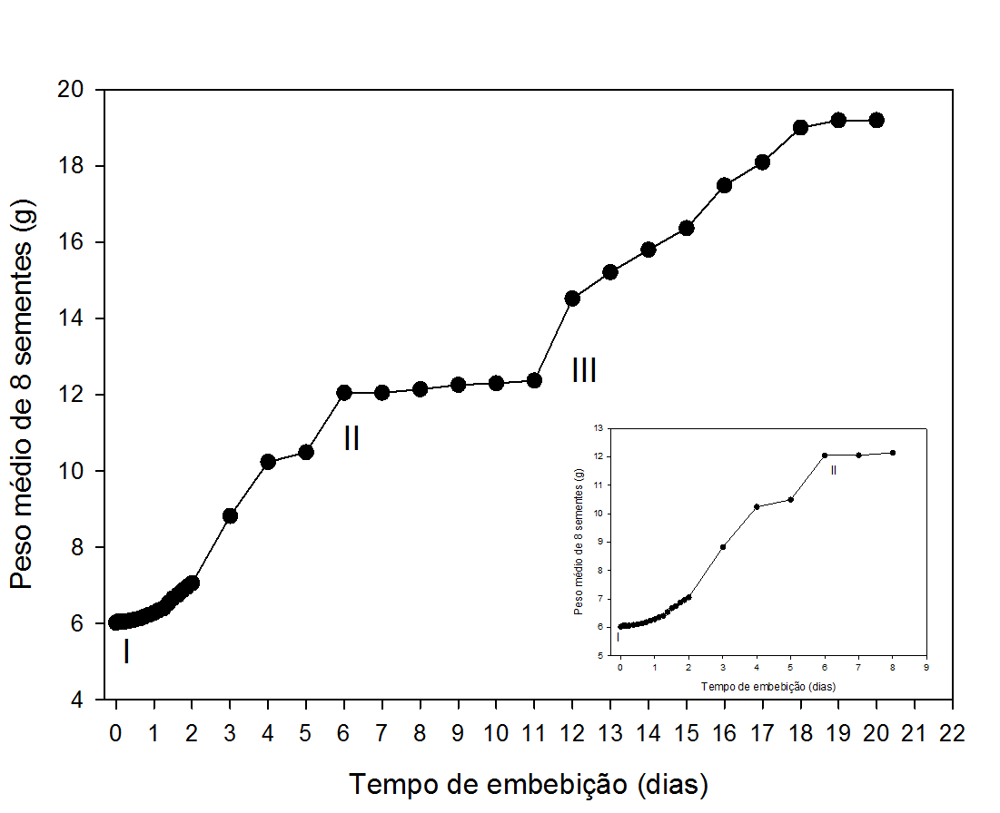 20
18
16
14
12
10
8
6
4
Peso médio de 8 sementes (g)
I
II
III
0 1 2 3 4 5 6 7 8 9 10 11 12 13 14 15 16 17 18 19 20 21 22
Tempo de embebição (dias)
13
12
11
10
9
8
7
6
5
Peso médio de 8 sementes (g)
I
II
0 1 2 3 4 5 6 7 8 9
Tempo de embebição (dias)